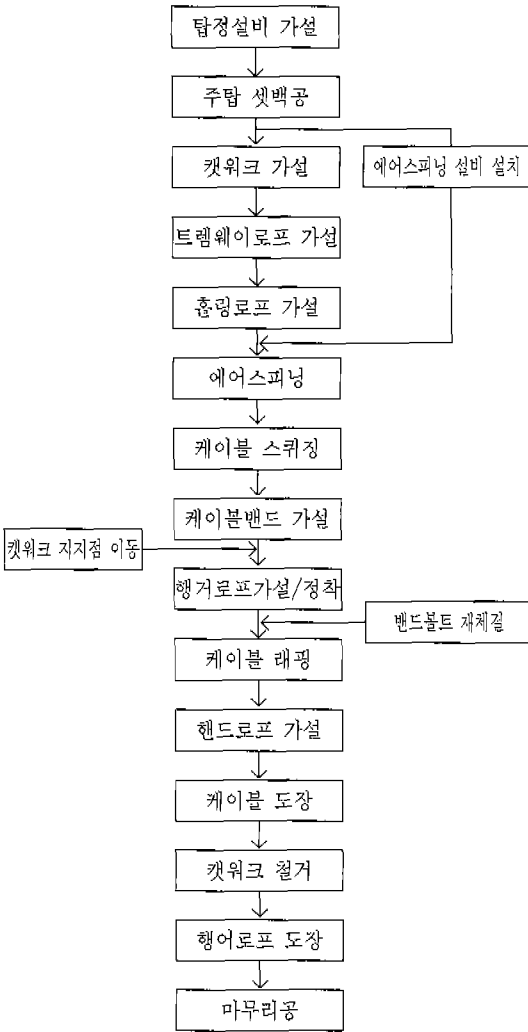 탑정설비 가설
주탑 셋백공
캣워크 가설
에어스피닝 설비 설치
트렘웨이로프 가설
홀링로프 가설
에어스피닝
케이블 스퀴징
케이블밴드 가설
캣워크 지지점 이동
행거로프가설/정착
밴드볼트 재체결
케이블 래핑
핸드로프 가설
케이블 도장
캣워크 철거
행어로프 도장
마무리공